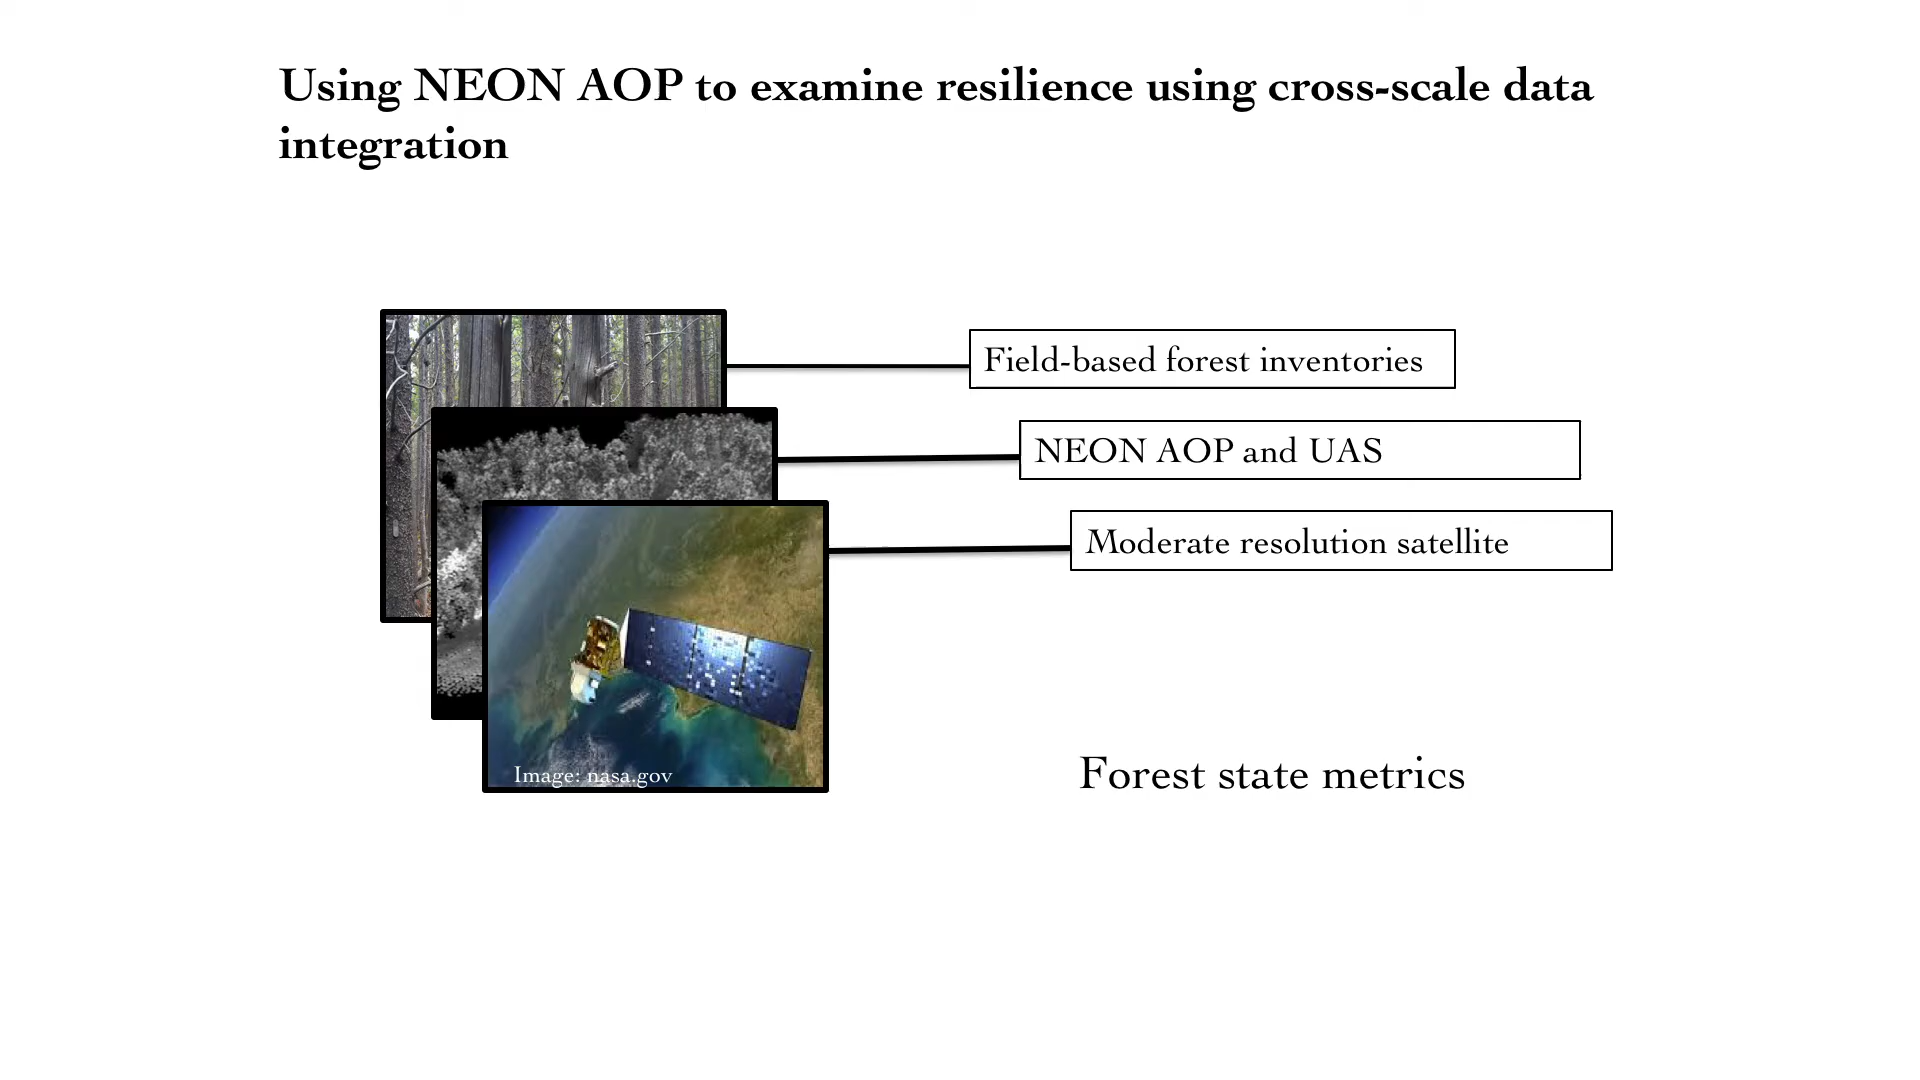 Using NEON AOP to examine resilience using cross-scale data
integration
Field-based forest inventories
NEON AOP and UAS
Moderate resolution satellite
Image: nasa.gov
Forest state metrics